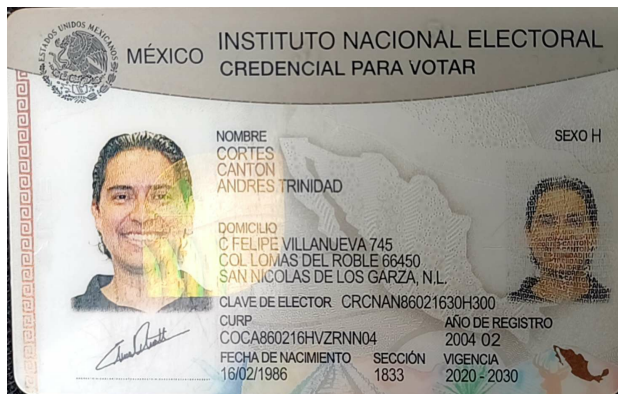 ESTADOS UNIDOS MEXICANOS
MÉXICO INSTITUTO NACIONAL ELECTORAL
CREDENCIAL PARA VOTAR
NOMBRE SEXO H
CORTES
CANTON
ANDRES TRINIDAD
DOMICILIO
C FELIPE VILLANUEVA 745
COL LOMAS DEL ROBLE 66450
SAN NICOLAS DE LOS GARZA, N.L.
CLAVE DE ELECTOR CRCNAN86021630H300
CURP AÑO DE REGISTRO
COCA860216HVZRNN04 2004 02
FECHA DE NACIMIENTO SECCIÓN VIGENCIA
16/02/1986 1833 2020 - 2030